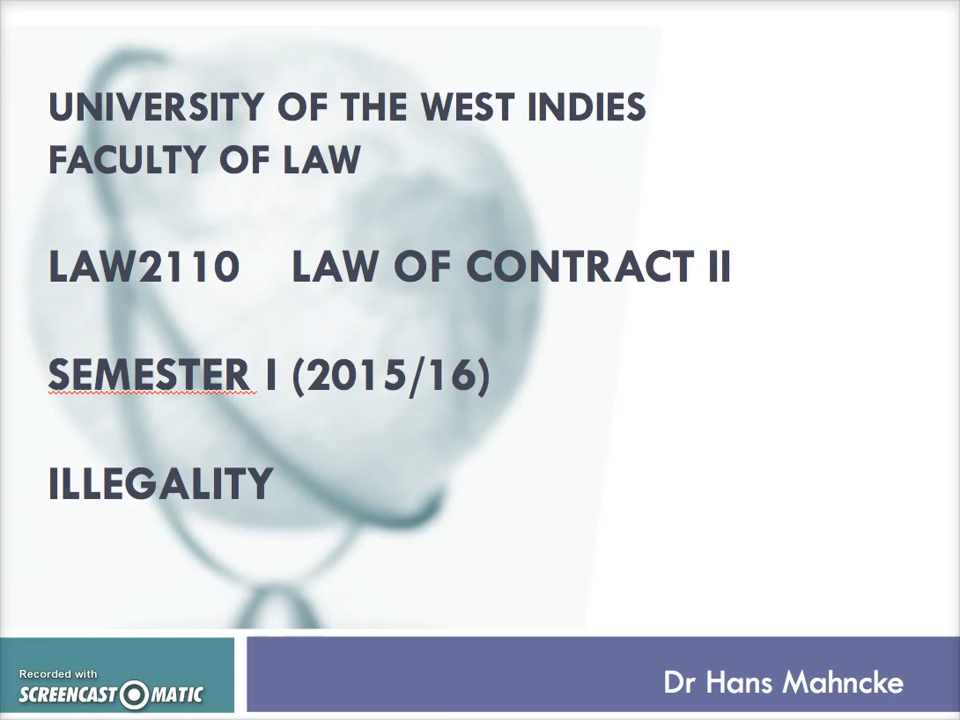 UNIVERSITY OF THE WEST INDIES
FACULTY OF LAW
LAW2110 LAW OF CONTRACT II
SEMESTER I (2015/16)
ILLEGALITY
Dr Hans Mahncke
Recorded with
SCREENCAST MATIC